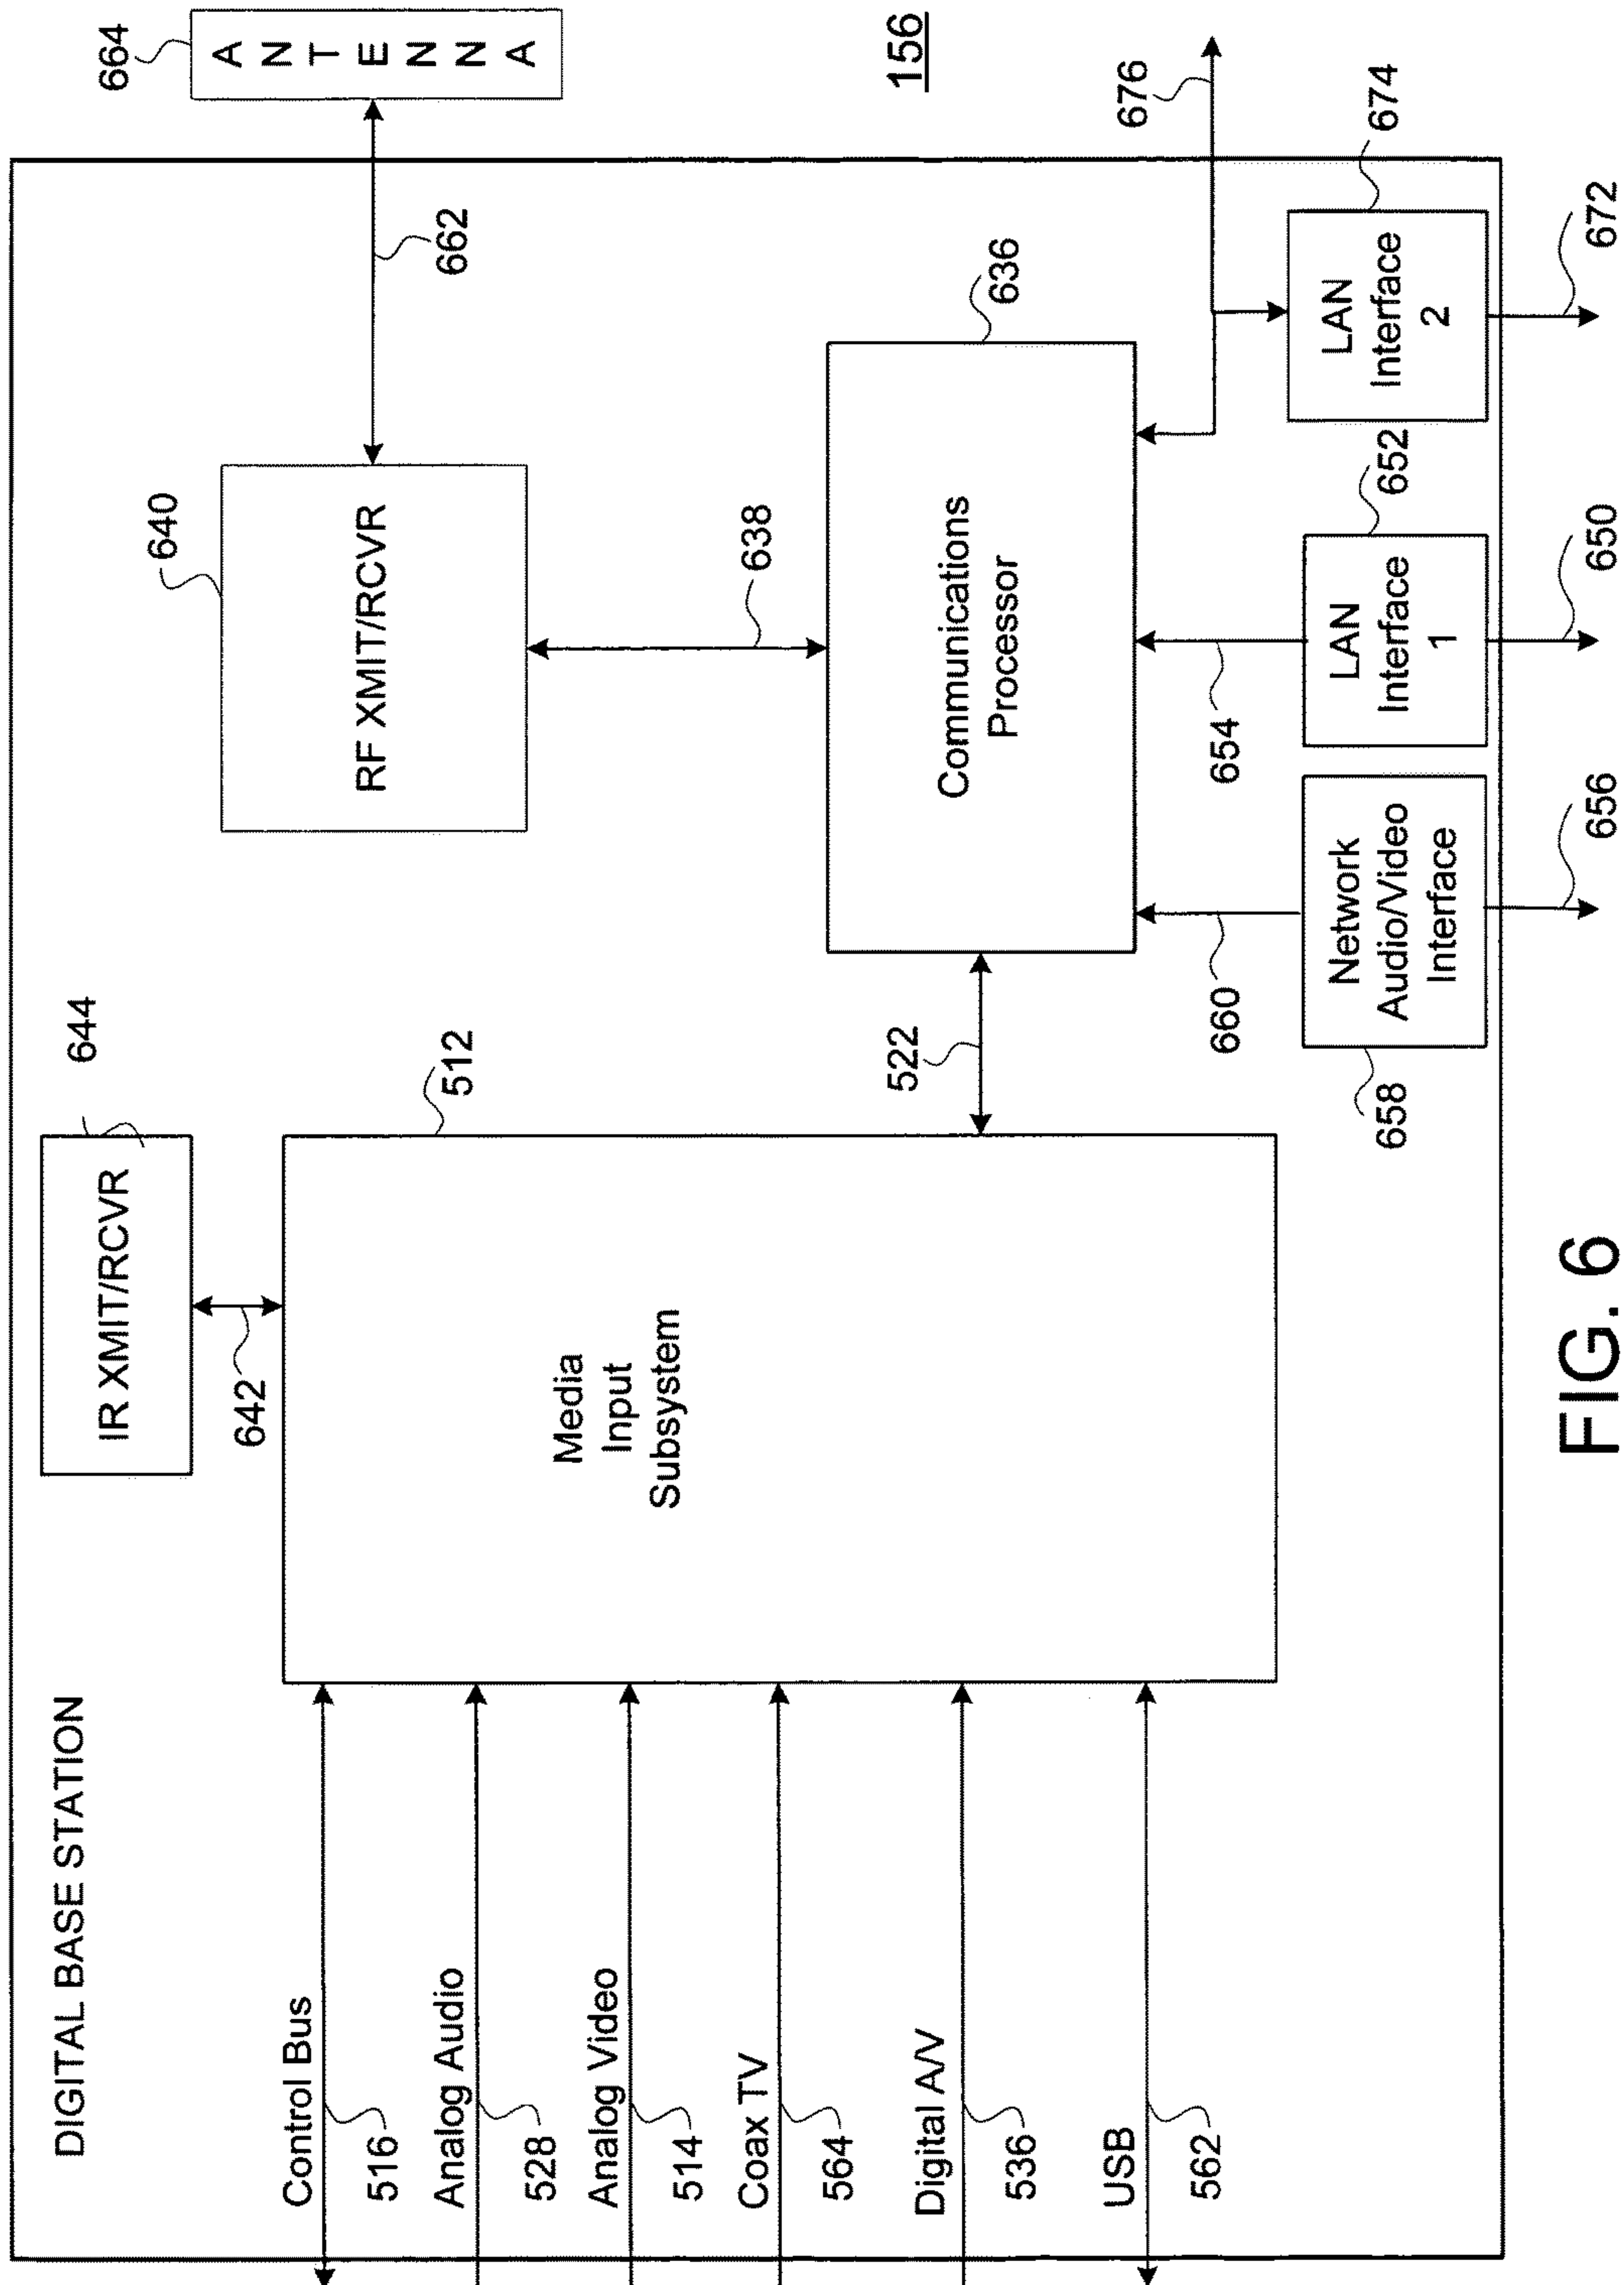 DIGITAL BASE STATION
644
IR XMIT/RCVR
642
640
RF XMIT/RCVR
664
ANTENNA
662
156
Control Bus
516
Analog Audio
528
Analog Video
514
Coax TV
564
Digital A/V
536
USB
562
512
Media
Input
Subsystem
522
638
636
Communications
Processor
676
660
654
658
Network
Audio/Video
Interface
656
652
LAN
Interface
1
650
674
LAN
Interface
2
672
FIG. 6